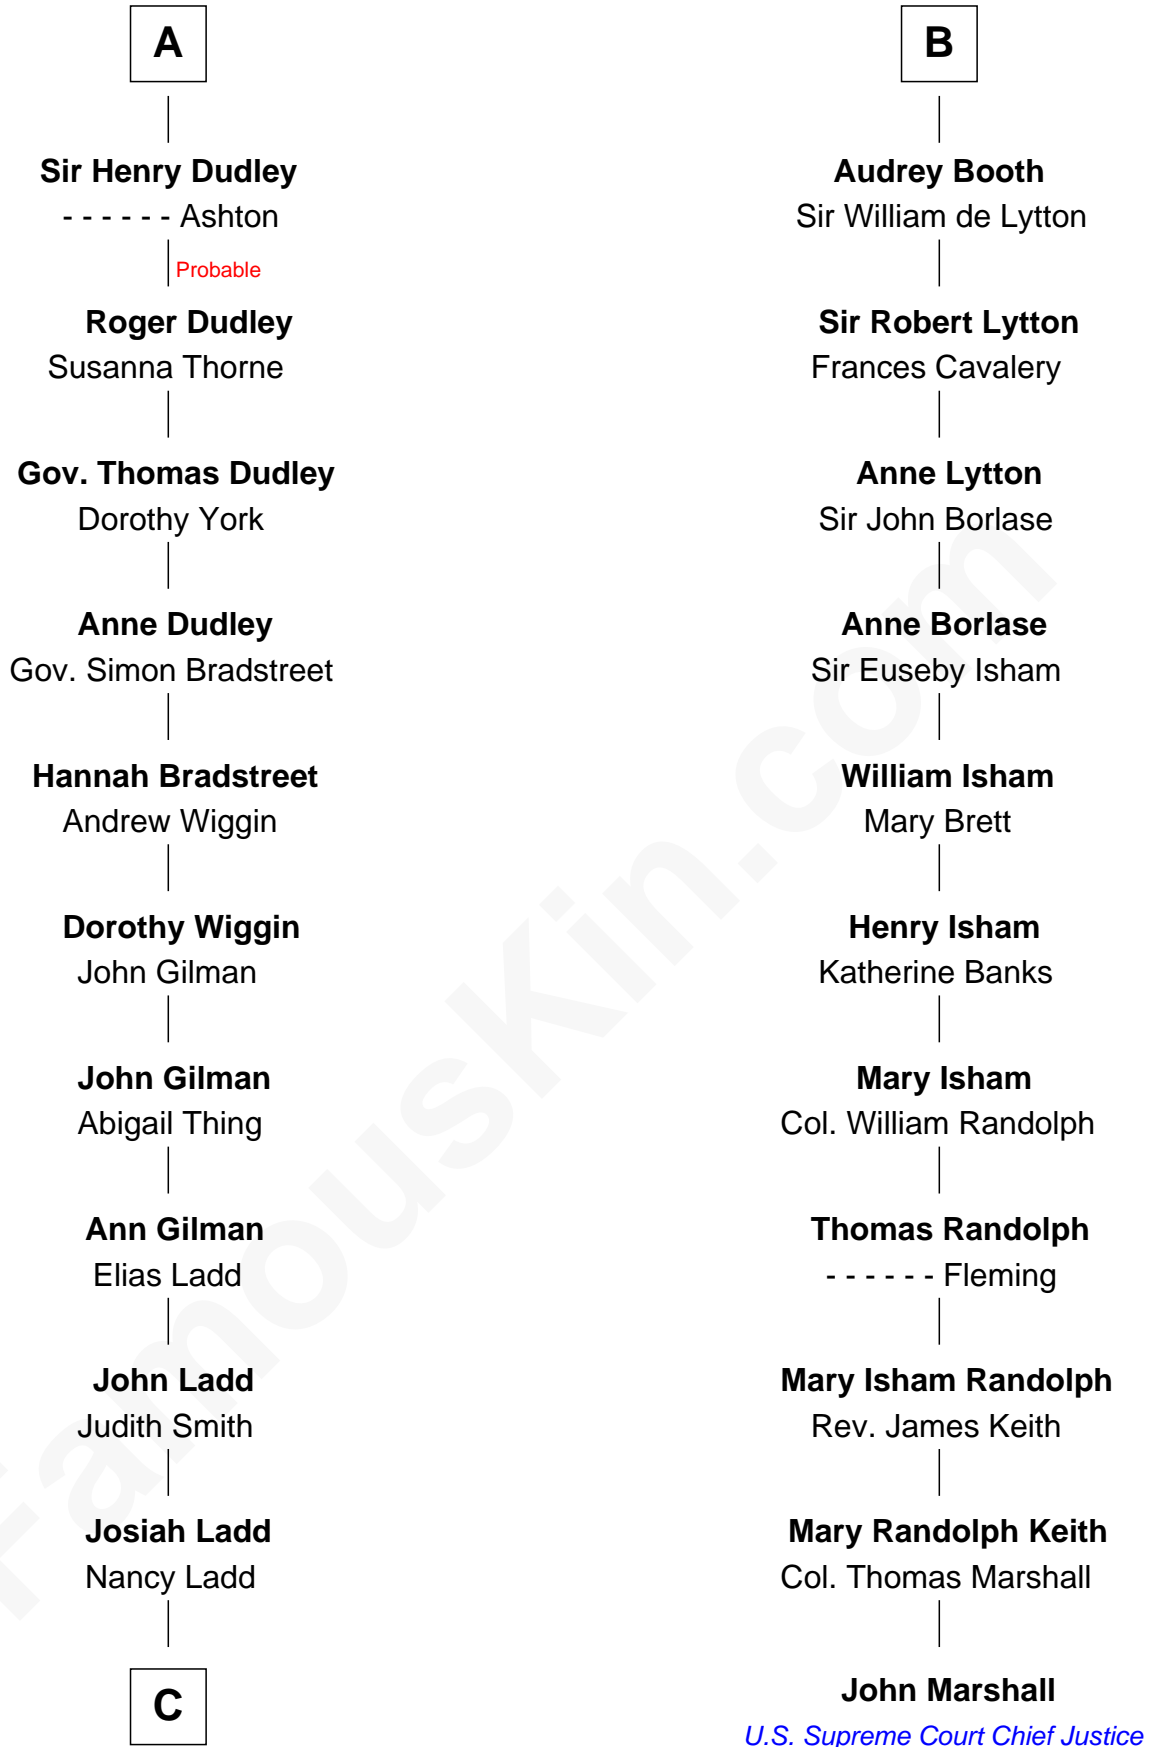 A
Sir Henry Dudley
- - - - - - Ashton
Probable
Roger Dudley
Susanna Thorne
Gov. Thomas Dudley
Dorothy York
Anne Dudley
Gov. Simon Bradstreet
Hannah Bradstreet
Andrew Wiggin
Dorothy Wiggin
John Gilman
John Gilman
Abigail Thing
Ann Gilman
Elias Ladd
John Ladd
Judith Smith
Josiah Ladd
Nancy Ladd
C
B
Audrey Booth
Sir William de Lytton
Sir Robert Lytton
Frances Cavalery
Anne Lytton
Sir John Borlase
Anne Borlase
Sir Euseby Isham
William Isham
Mary Brett
Henry Isham
Katherine Banks
Mary Isham
Col. William Randolph
Thomas Randolph
- - - - - - Fleming
Mary Isham Randolph
Rev. James Keith
Mary Randolph Keith
Col. Thomas Marshall
John Marshall
U.S. Supreme Court Chief Justice
FamousKin.com